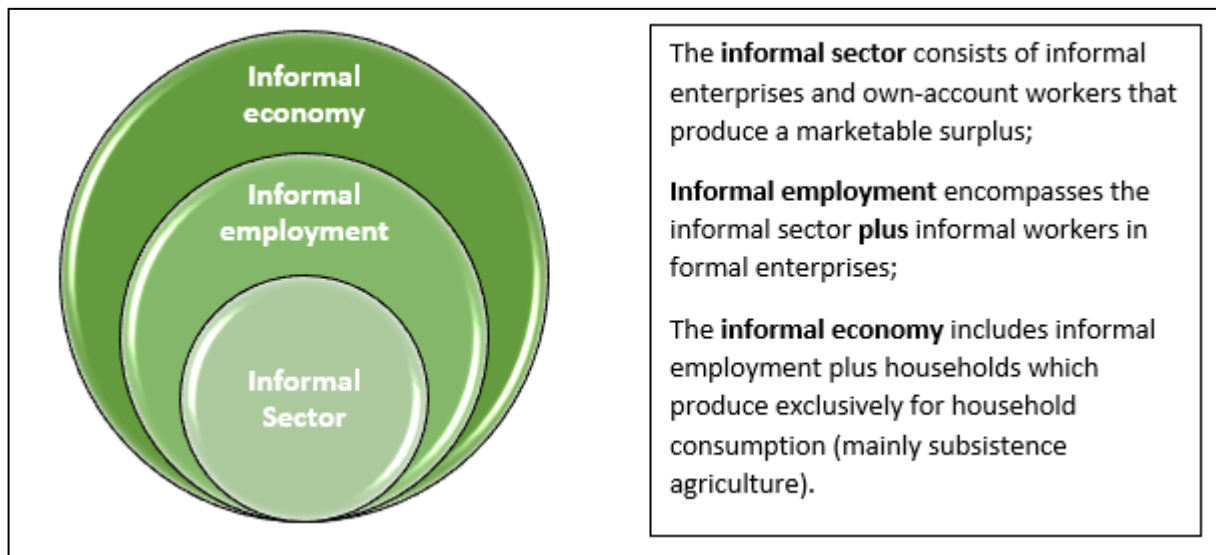 Informal
economy
Informal
employment
Informal
Sector
The informal sector consists of informal
enterprises and own-account workers that
produce a marketable surplus;
Informal employment encompasses the
informal sector plus informal workers in
formal enterprises;
The informal economy includes informal
employment plus households which
produce exclusively for household
consumption (mainly subsistence
agriculture).